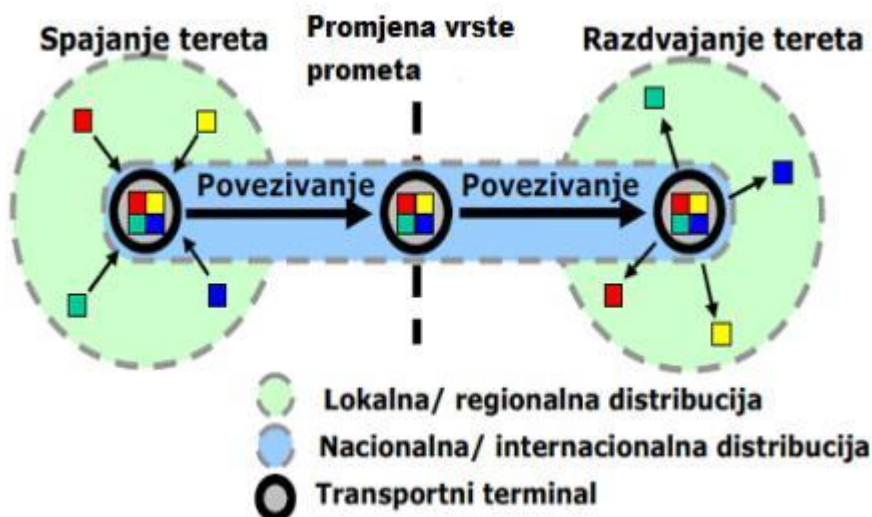 Spajanje tereta
Promjena vrste
prometa
Razdvajanje tereta
Povezivanje
Povezivanje
Lokalna/ regionalna distribucija
Nacionalna/ internacionalna distribucija
Transportni terminal